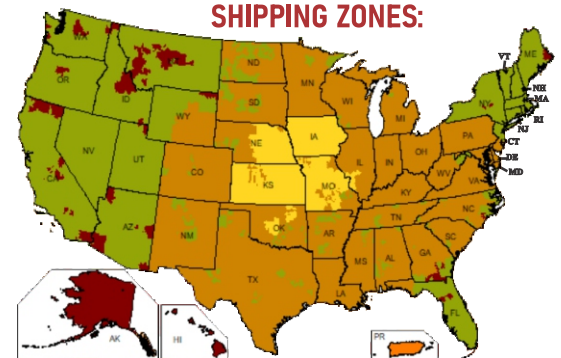 SHIPPING ZONES:
WA
OR
CA
ID
NV
AZ
UT
WY
CO
NM
ND
SD
NE
KS
OK
TX
MN
IA
MO
AR
LA
WI
IL
MS
MI
IN
KY
TN
AL
OH
WV
GA
FL
PA
VA
NC
SC
NY
VT
ME
NH
MA
RI
CT
NJ
DE
MD
AK
HI
PR